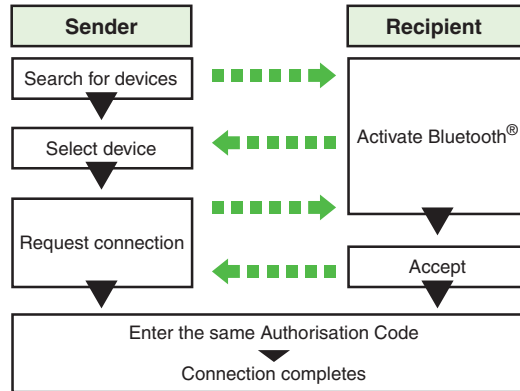 Sender
Recipient
Search for devices
Select device
Activate Bluetooth®
Request connection
Accept
Enter the same Authorisation Code
Connection completes